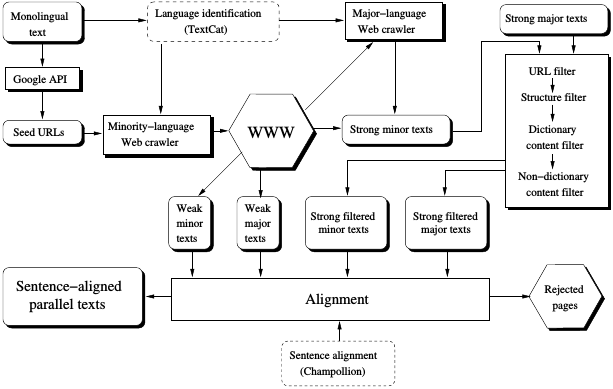 Monolingual
text
Language identification
(TextCat)
Major−language
Web crawler
Strong major texts
Google API
URL filter
Structure filter
Dictionary
content filter
Non−dictionary
content filter
Seed URLs
Minority−language
Web crawler
WWW
Strong minor texts
Weak
minor
texts
Weak
major
texts
Strong filtered
minor texts
Strong filtered
major texts
Sentence−aligned
parallel texts
Alignment
Rejected
pages
Sentence alignment
(Champollion)